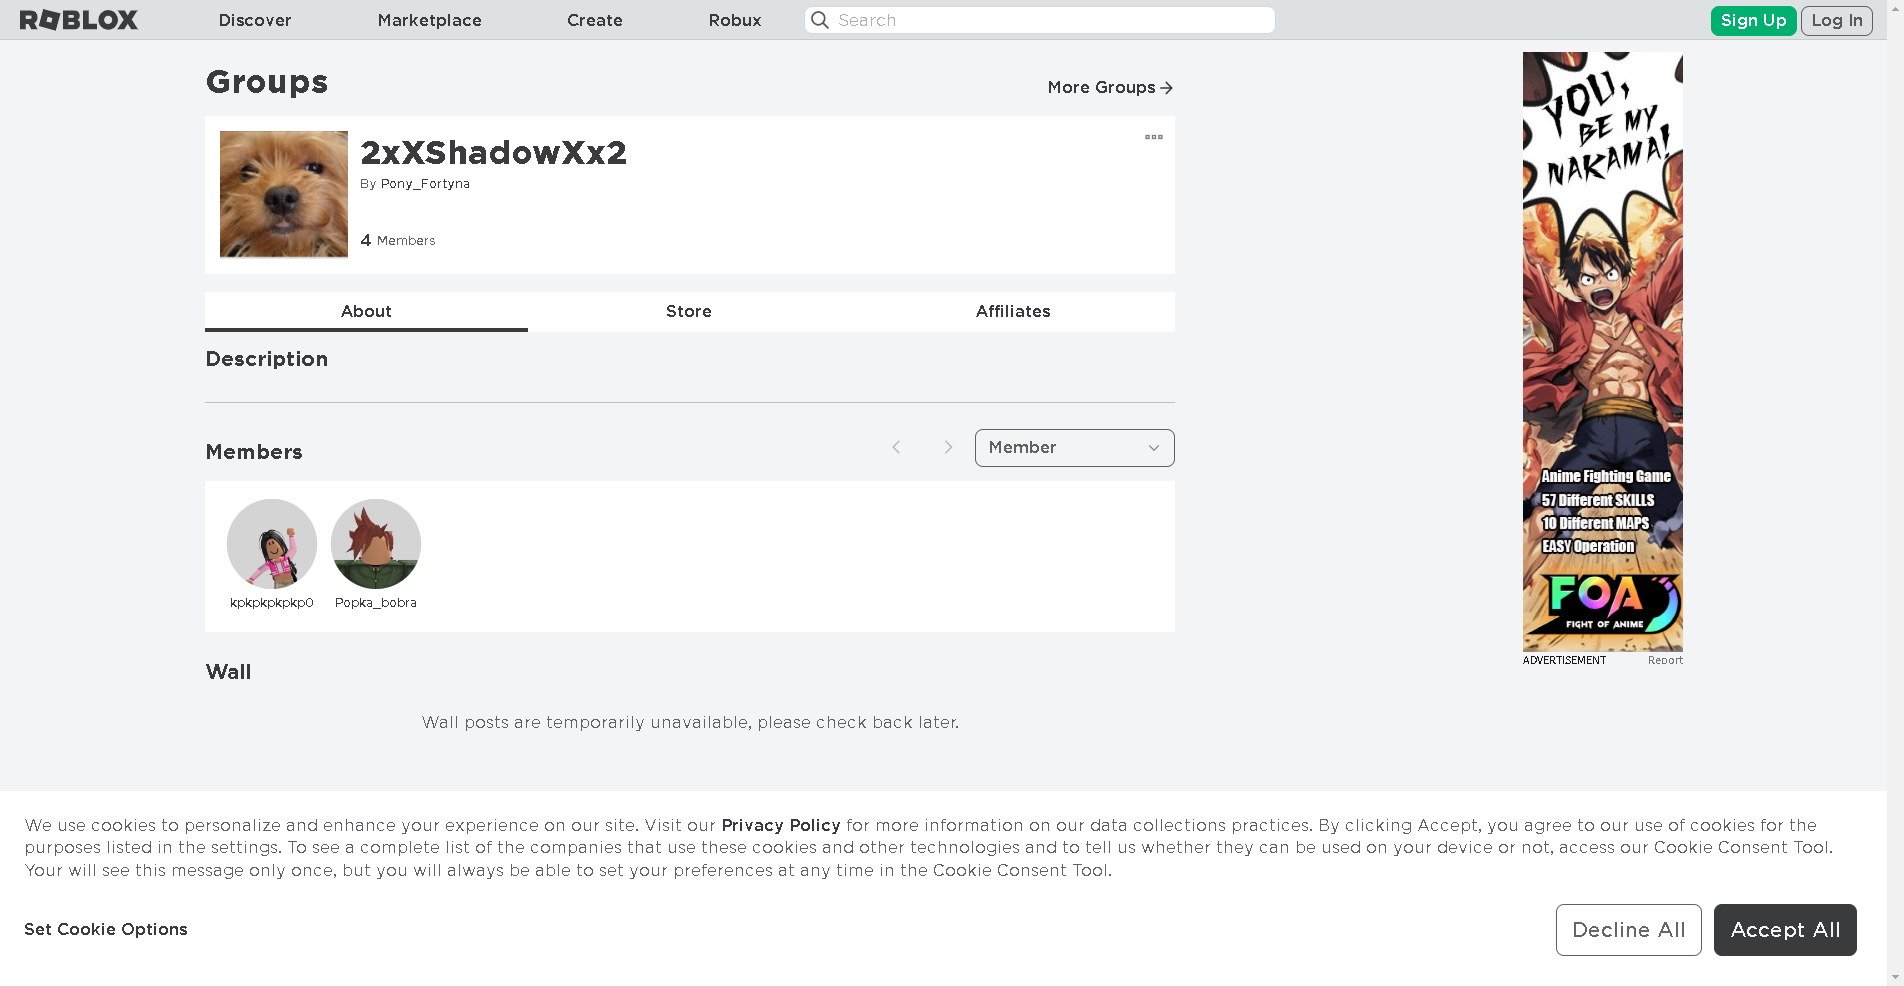 ROBLOX
Discover
Marketplace
Create
Robux
Search
Sign Up
Log In
Groups
More Groups
2xXShadowXx2
By Pony_Fortyna
4 Members
About
Store
Affiliates
Description
Members
Member
kpkpkpkpkp0
Popka_bobra
Wall
Wall posts are temporarily unavailable, please check back later.
YOU,
BE MY
NAKAMA!
Anime Fighting Game
57 Different SKILLS
10 Different MAPS
EASY Operation
FOA
FIGHT OF ANIME
ADVERTISEMENT
Report
We use cookies to personalize and enhance your experience on our site. Visit our Privacy Policy for more information on our data collections practices. By clicking Accept, you agree to our use of cookies for the
purposes listed in the settings. To see a complete list of the companies that use these cookies and other technologies and to tell us whether they can be used on your device or not, access our Cookie Consent Tool.
Your will see this message only once, but you will always be able to set your preferences at any time in the Cookie Consent Tool.
Set Cookie Options
Decline All
Accept All